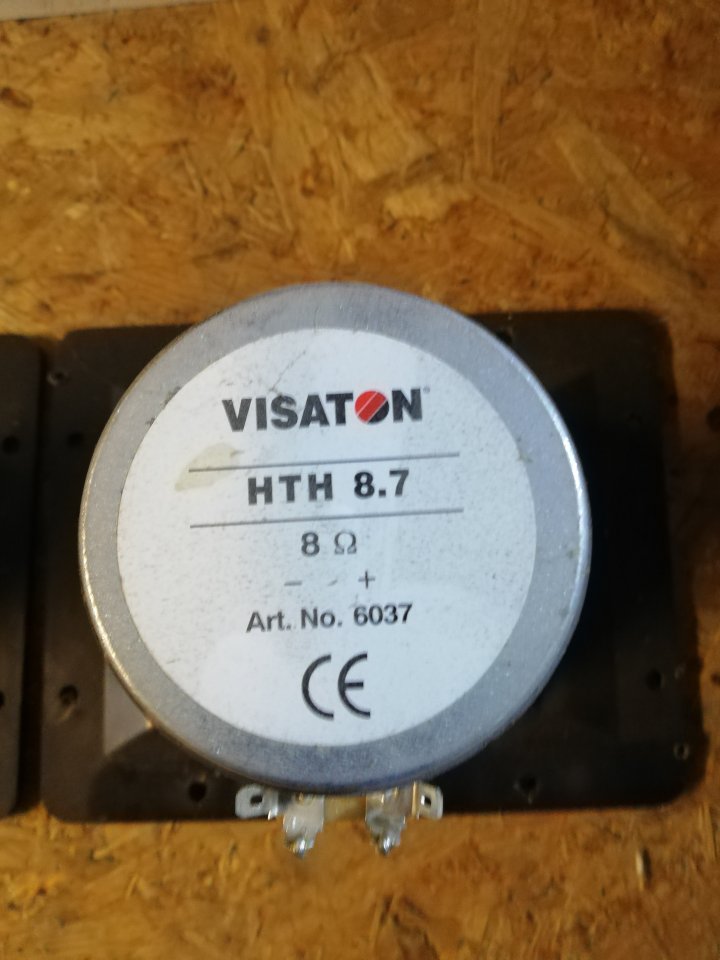 VISATON
HTH 8.7
8 Ω
- +
Art. No. 6037
CE